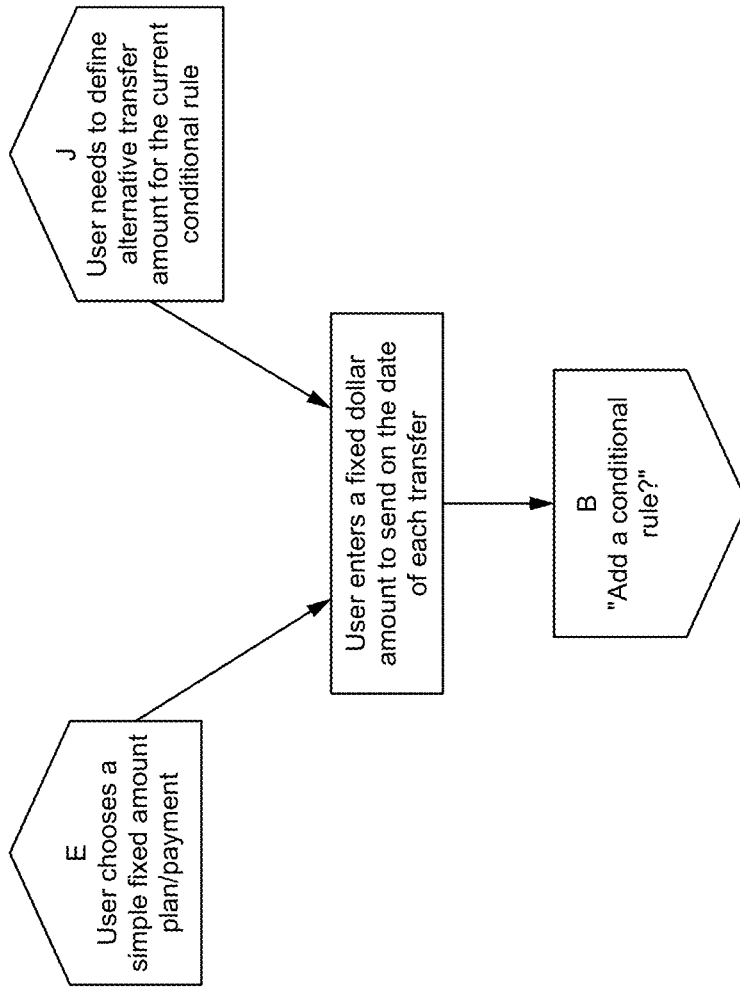 E
User chooses a
simple fixed amount
plan/payment
J
User needs to define
alternative transfer
amount for the current
conditional rule
User enters a fixed dollar
amount to send on the date
of each transfer
B
"Add a conditional
rule?"